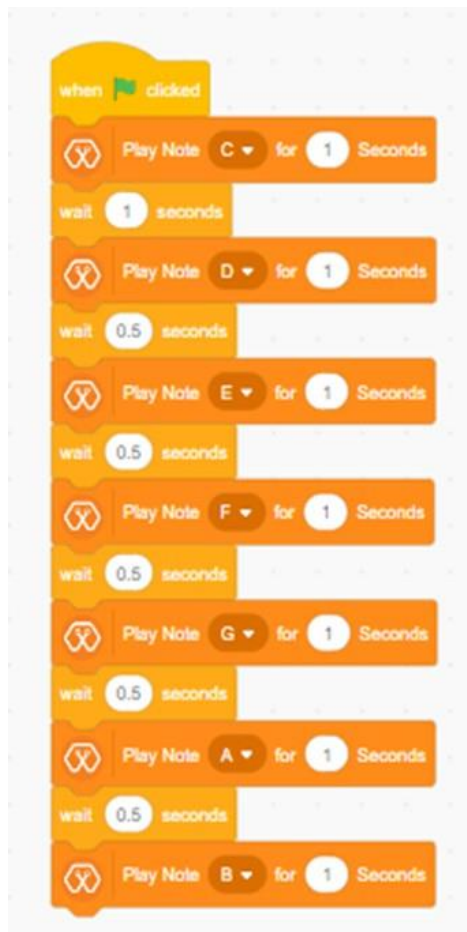 when clicked
Play Note C for 1 Seconds
wait 1 seconds
Play Note D for 1 Seconds
wait 0.5 seconds
Play Note E for 1 Seconds
wait 0.5 seconds
Play Note F for 1 Seconds
wait 0.5 seconds
Play Note G for 1 Seconds
wait 0.5 seconds
Play Note A for 1 Seconds
wait 0.5 seconds
Play Note B for 1 Seconds